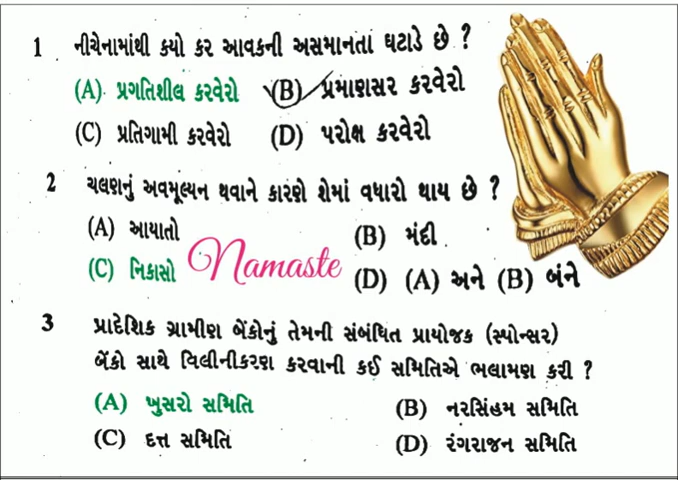 1 નીચેનામાંથી કયો કર આવકની અસમાનતા ઘટાડે છે ?
(A) પ્રગતિશીલ કરવેરો (B) પ્રમાણસર કરવેરો
(C) પ્રતિગામી કરવેરો (D) પરોક્ષ કરવેરો
2 ચલણનું અવમૂલ્યન થવાને કારણે શેમાં વધારો થાય છે ?
(A) આયાતો (B) મંદી
(C) નિકાસો Namaste (D) (A) અને (B) બંને
3 પ્રાદેશિક ગ્રામીણ બેંકોનું તેમની સંબંધિત પ્રાયોજક (સ્પોન્સર)
બેંકો સાથે વિલીનીકરણ કરવાની કઈ સમિતિએ ભલામણ કરી ?
(A) ખુસરો સમિતિ (B) નરસિંહમ સમિતિ
(C) દત્ત સમિતિ (D) રંગરાજન સમિતિ